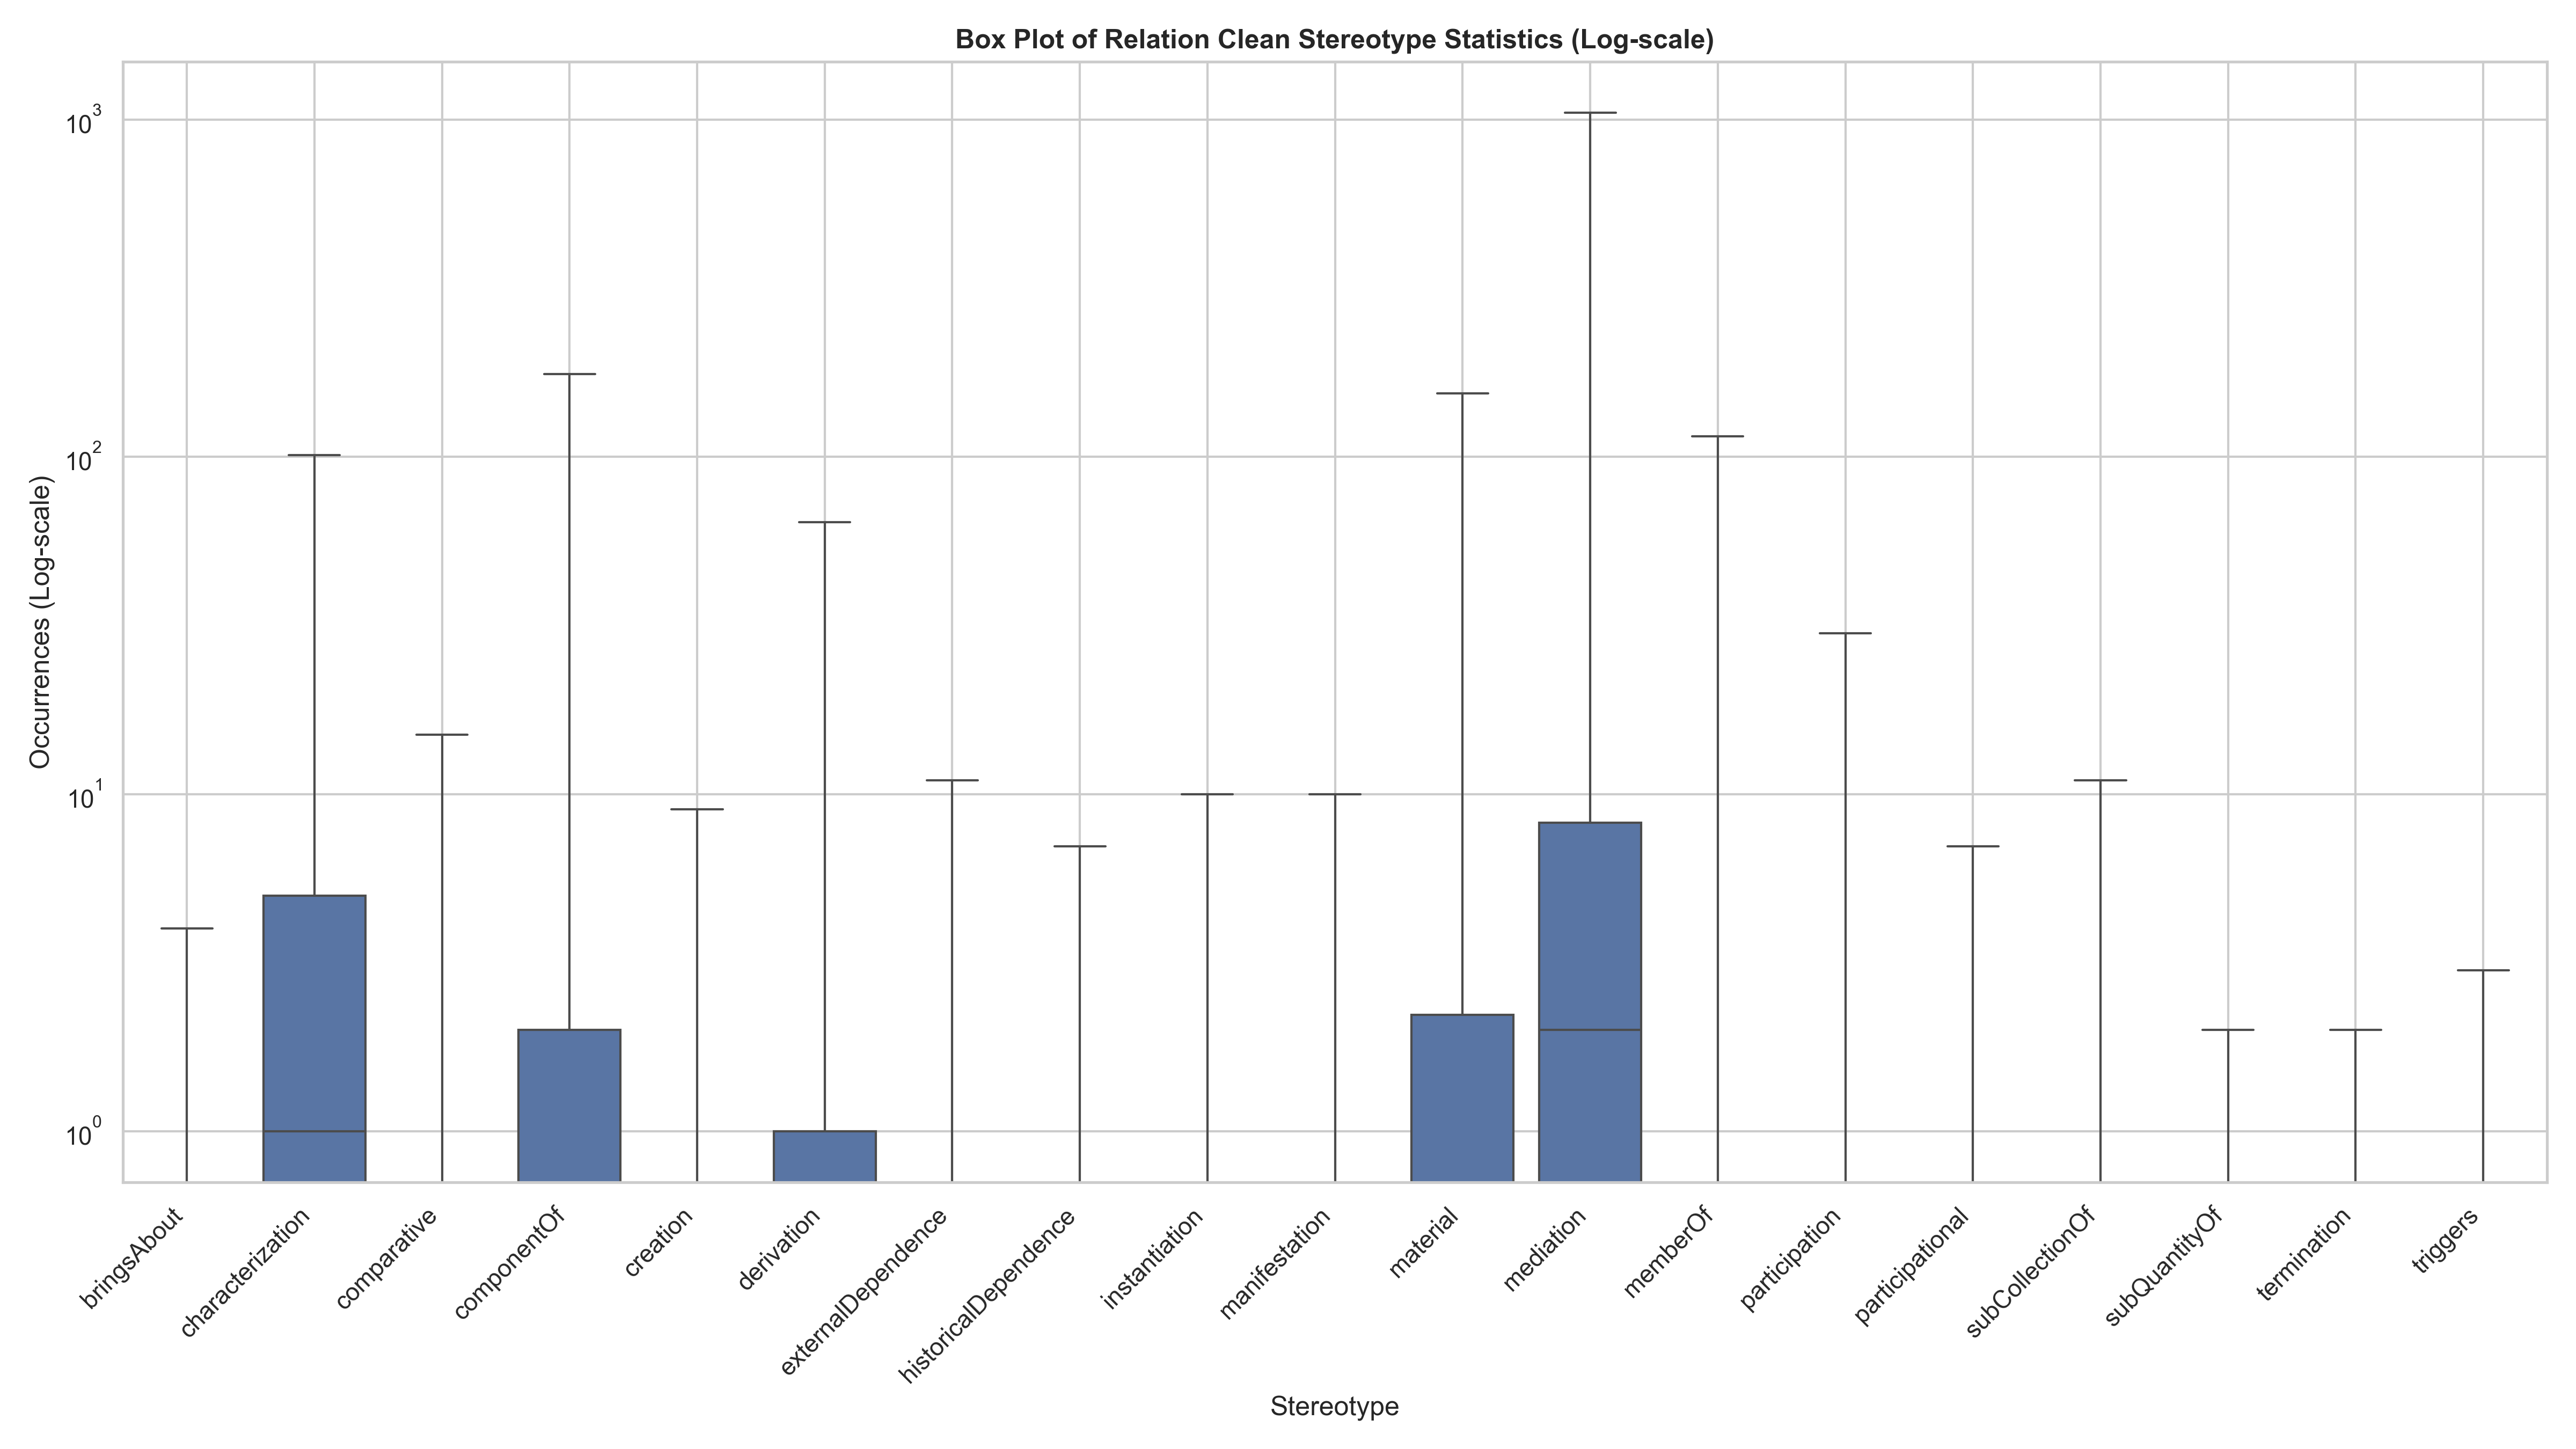 Box Plot of Relation Clean Stereotype Statistics (Log-scale)
Occurrences (Log-scale)
10³
10²
10¹
10⁰
bringsAbout
characterization
comparative
componentOf
creation
derivation
externalDependence
historicalDependence
instantiation
manifestation
material
mediation
memberOf
participation
participational
subCollectionOf
subQuantityOf
termination
triggers
Stereotype